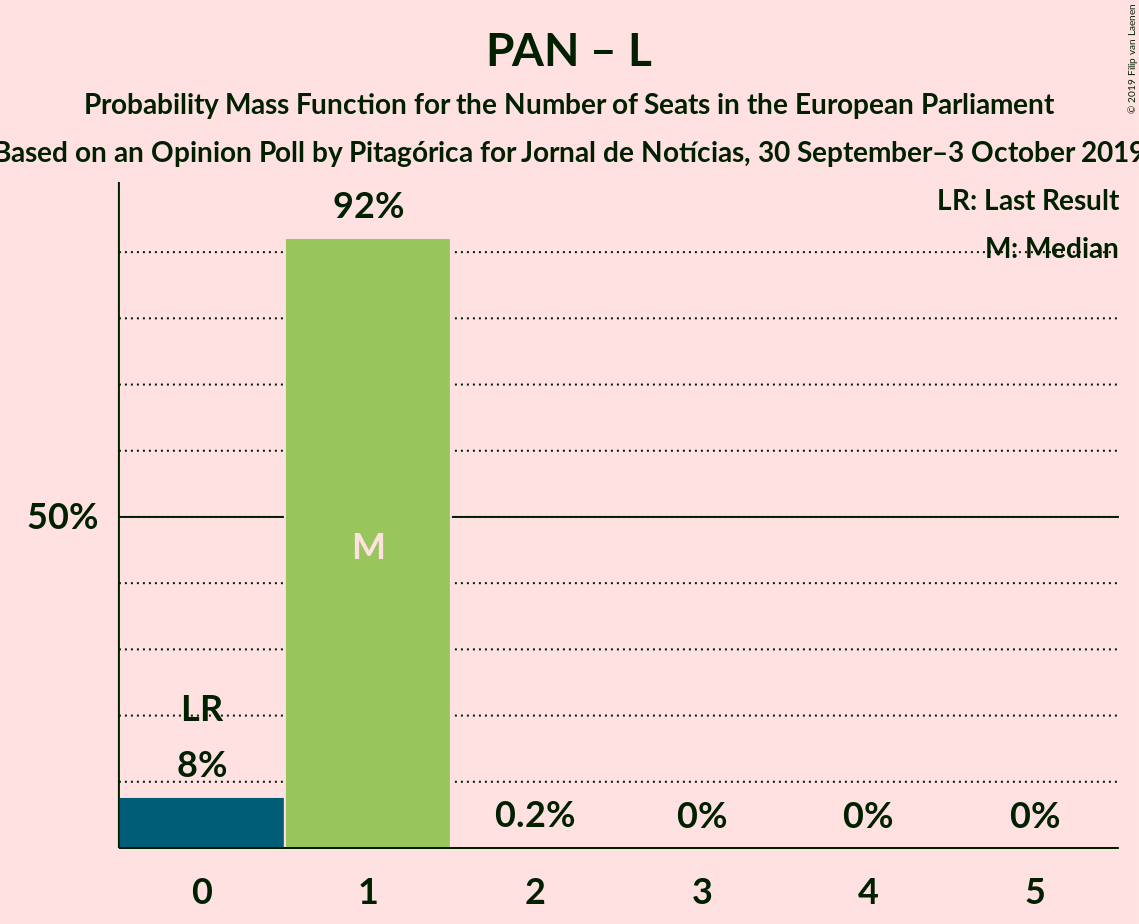 PAN – L
Probability Mass Function for the Number of Seats in the European Parliament
Based on an Opinion Poll by Pitagórica for Jornal de Notícias, 30 September–3 October 2019
© 2019 Filip van Laenen
LR: Last Result
M: Median
92%
50%
M
LR
8%
0.2%
0%
0%
0%
0
1
2
3
4
5